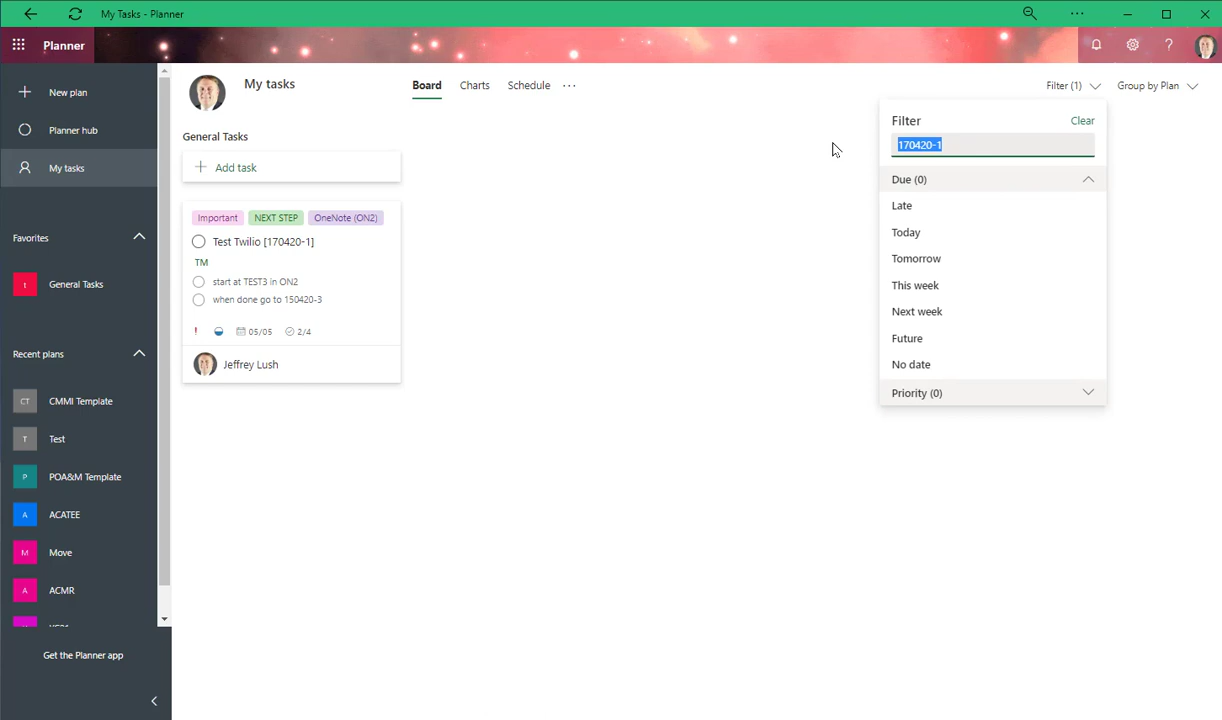 My Tasks - Planner
Planner
New plan
Planner hub
My tasks
Favorites
1
General Tasks
Recent plans
CT CMMI Template
T Test
P POA&M Template
A ACATEE
M Move
A ACMR
Get the Planner app
My tasks
Board Charts Schedule ...
Filter (1) Group by Plan
General Tasks
+ Add task
Important NEXT STEP OneNote (ON2)
Test Twilio [170420-1]
TM
start at TEST3 in ON2
when done go to 150420-3
! 05/05 2/4
Jeffrey Lush
Filter Clear
170420-1
Due (0)
Late
Today
Tomorrow
This week
Next week
Future
No date
Priority (0)